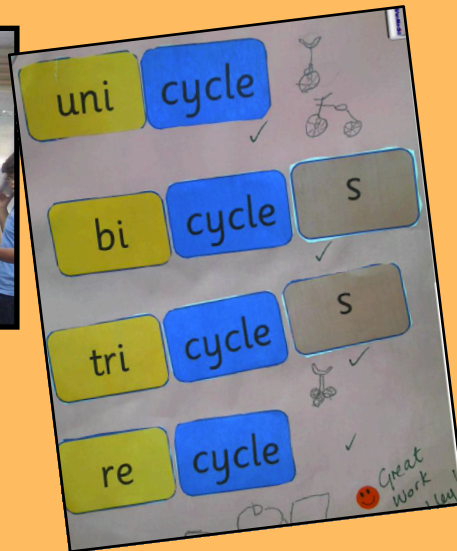 uni cycle
bi cycle s
tri cycle s
re cycle
Great
Work